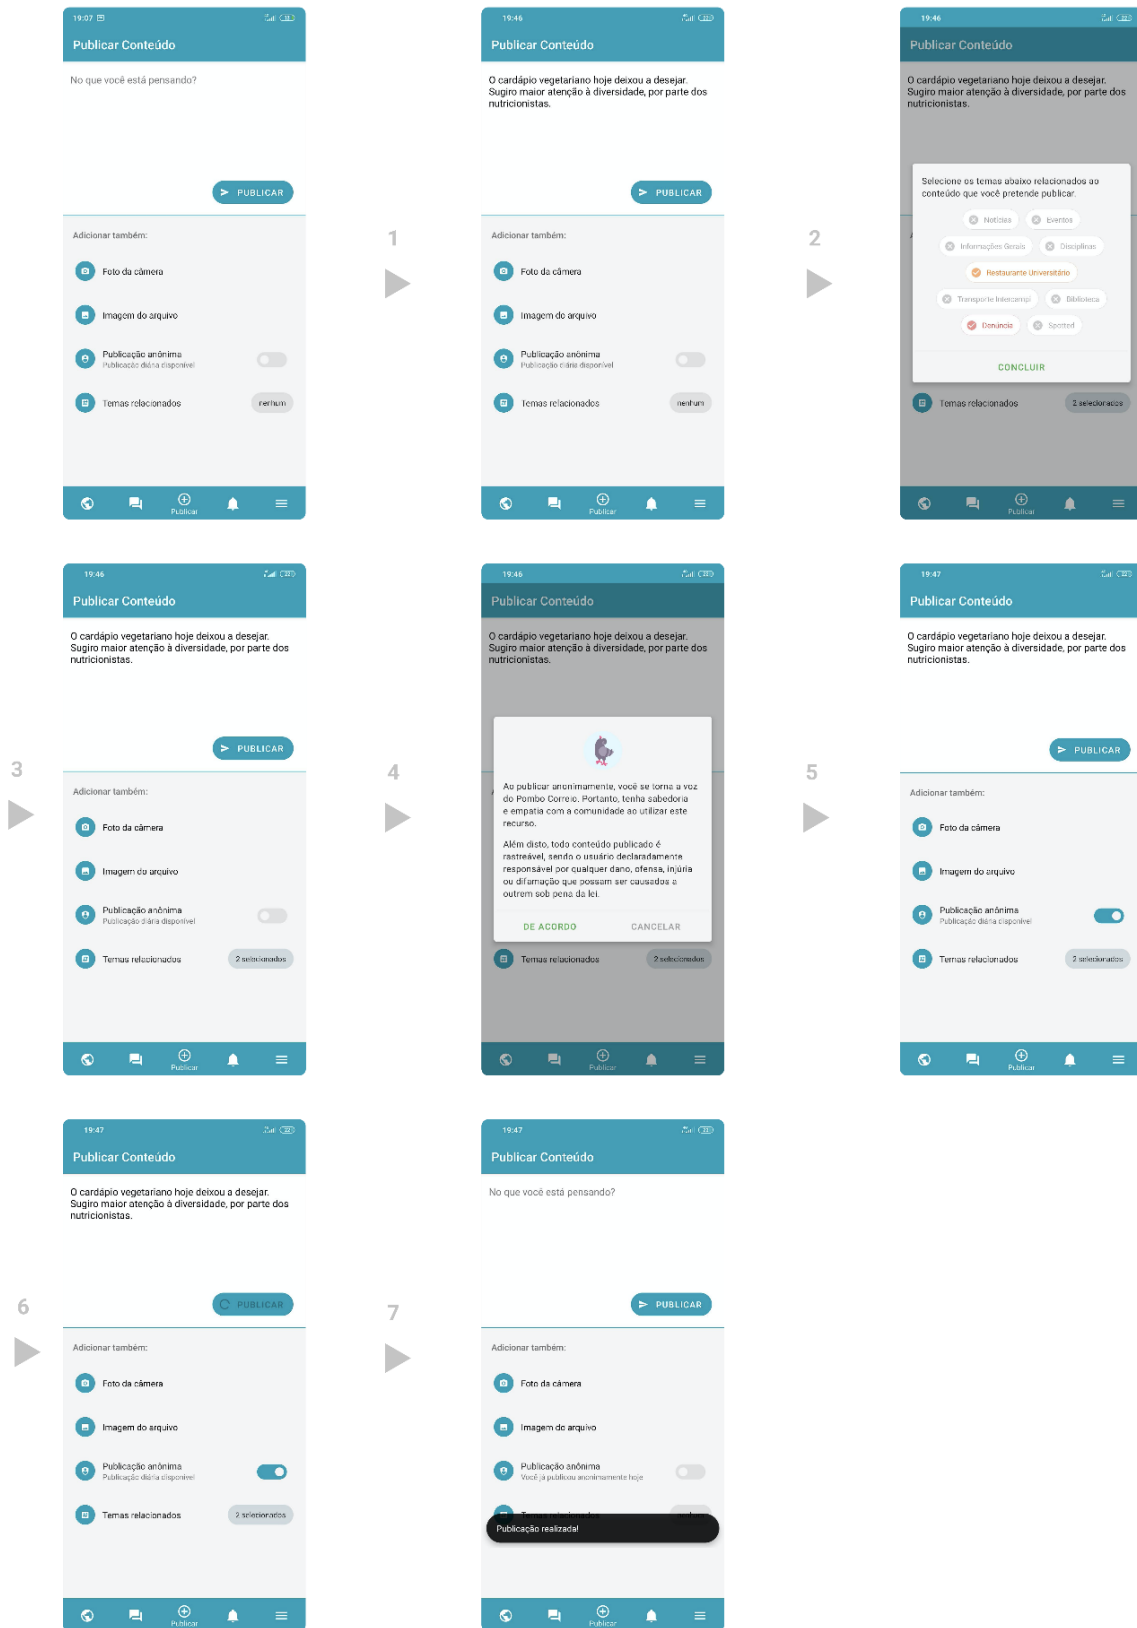 19:07
Publicar Conteúdo
No que você está pensando?
PUBLICAR
Adicionar também:
Foto da câmera
Imagem do arquivo
Publicação anônima
Publicação diária disponível
Temas relacionados
nenhum
Publicar
1
19:46
Publicar Conteúdo
O cardápio vegetariano hoje deixou a desejar.
Sugiro maior atenção à diversidade, por parte dos
nutricionistas.
PUBLICAR
Adicionar também:
Foto da câmera
Imagem do arquivo
Publicação anônima
Publicação diária disponível
Temas relacionados
nenhum
Publicar
2
19:46
Publicar Conteúdo
O cardápio vegetariano hoje deixou a desejar.
Sugiro maior atenção à diversidade, por parte dos
nutricionistas.
Selecione os temas abaixo relacionados ao
conteúdo que você pretende publicar.
Notícias
Eventos
Informações Gerais
Disciplinas
Restaurante Universitário
Transporte Intercampi
Biblioteca
Denúncia
Spotted
CONCLUIR
Temas relacionados
2 selecionados
Publicar
3
19:46
Publicar Conteúdo
O cardápio vegetariano hoje deixou a desejar.
Sugiro maior atenção à diversidade, por parte dos
nutricionistas.
PUBLICAR
Adicionar também:
Foto da câmera
Imagem do arquivo
Publicação anônima
Publicação diária disponível
Temas relacionados
2 selecionados
Publicar
4
19:46
Publicar Conteúdo
O cardápio vegetariano hoje deixou a desejar.
Sugiro maior atenção à diversidade, por parte dos
nutricionistas.
Ao publicar anonimamente, você se torna a voz
do Pombo Correio. Portanto, tenha sabedoria
e empatia com a comunidade ao utilizar este
recurso.
Além disto, todo conteúdo publicado é
rastreável, sendo o usuário declaradamente
responsável por qualquer dano, ofensa, injúria
ou difamação que possam ser causados a
outrem sob pena da lei.
DE ACORDO
CANCELAR
Temas relacionados
2 selecionados
Publicar
5
19:47
Publicar Conteúdo
O cardápio vegetariano hoje deixou a desejar.
Sugiro maior atenção à diversidade, por parte dos
nutricionistas.
PUBLICAR
Adicionar também:
Foto da câmera
Imagem do arquivo
Publicação anônima
Publicação diária disponível
Temas relacionados
2 selecionados
Publicar
6
19:47
Publicar Conteúdo
O cardápio vegetariano hoje deixou a desejar.
Sugiro maior atenção à diversidade, por parte dos
nutricionistas.
PUBLICAR
Adicionar também:
Foto da câmera
Imagem do arquivo
Publicação anônima
Publicação diária disponível
Temas relacionados
2 selecionados
Publicar
7
19:47
Publicar Conteúdo
No que você está pensando?
PUBLICAR
Adicionar também:
Foto da câmera
Imagem do arquivo
Publicação anônima
Você já publicou anonimamente hoje
Temas relacionados
nenhum
Publicação realizada!
Publicar